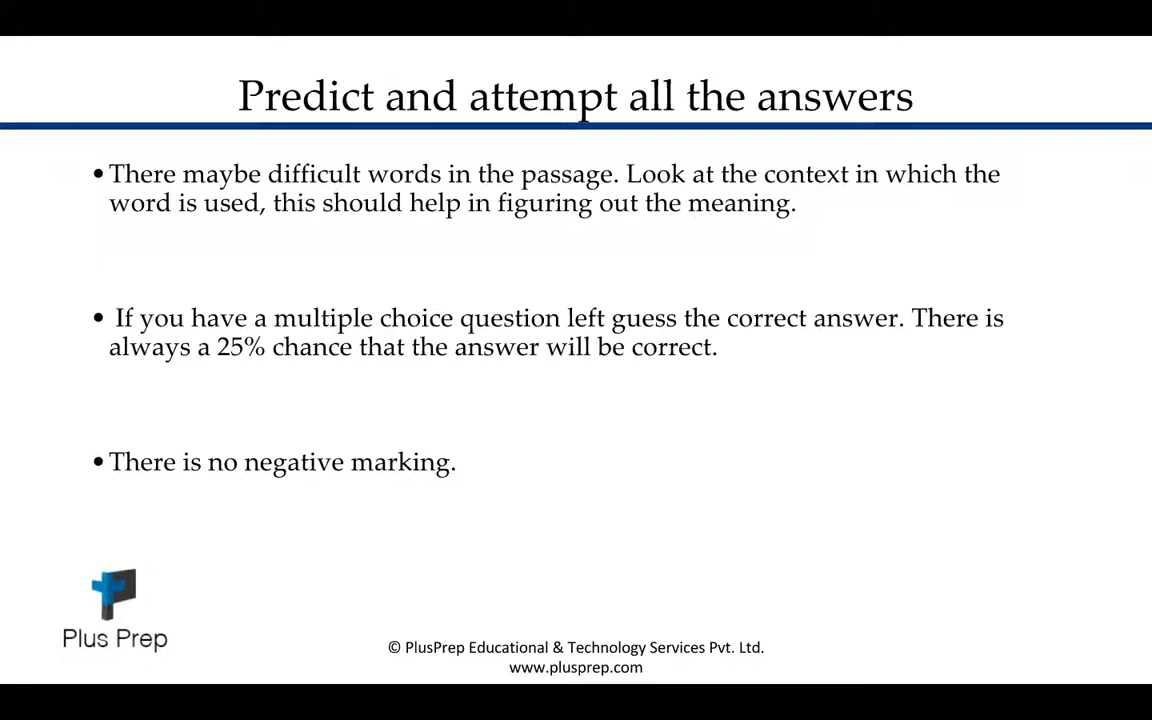 Predict and attempt all the answers
•There maybe difficult words in the passage. Look at the context in which the
word is used, this should help in figuring out the meaning.
• If you have a multiple choice question left guess the correct answer. There is
always a 25% chance that the answer will be correct.
•There is no negative marking.
Plus Prep
© PlusPrep Educational & Technology Services Pvt. Ltd.
www.plusprep.com